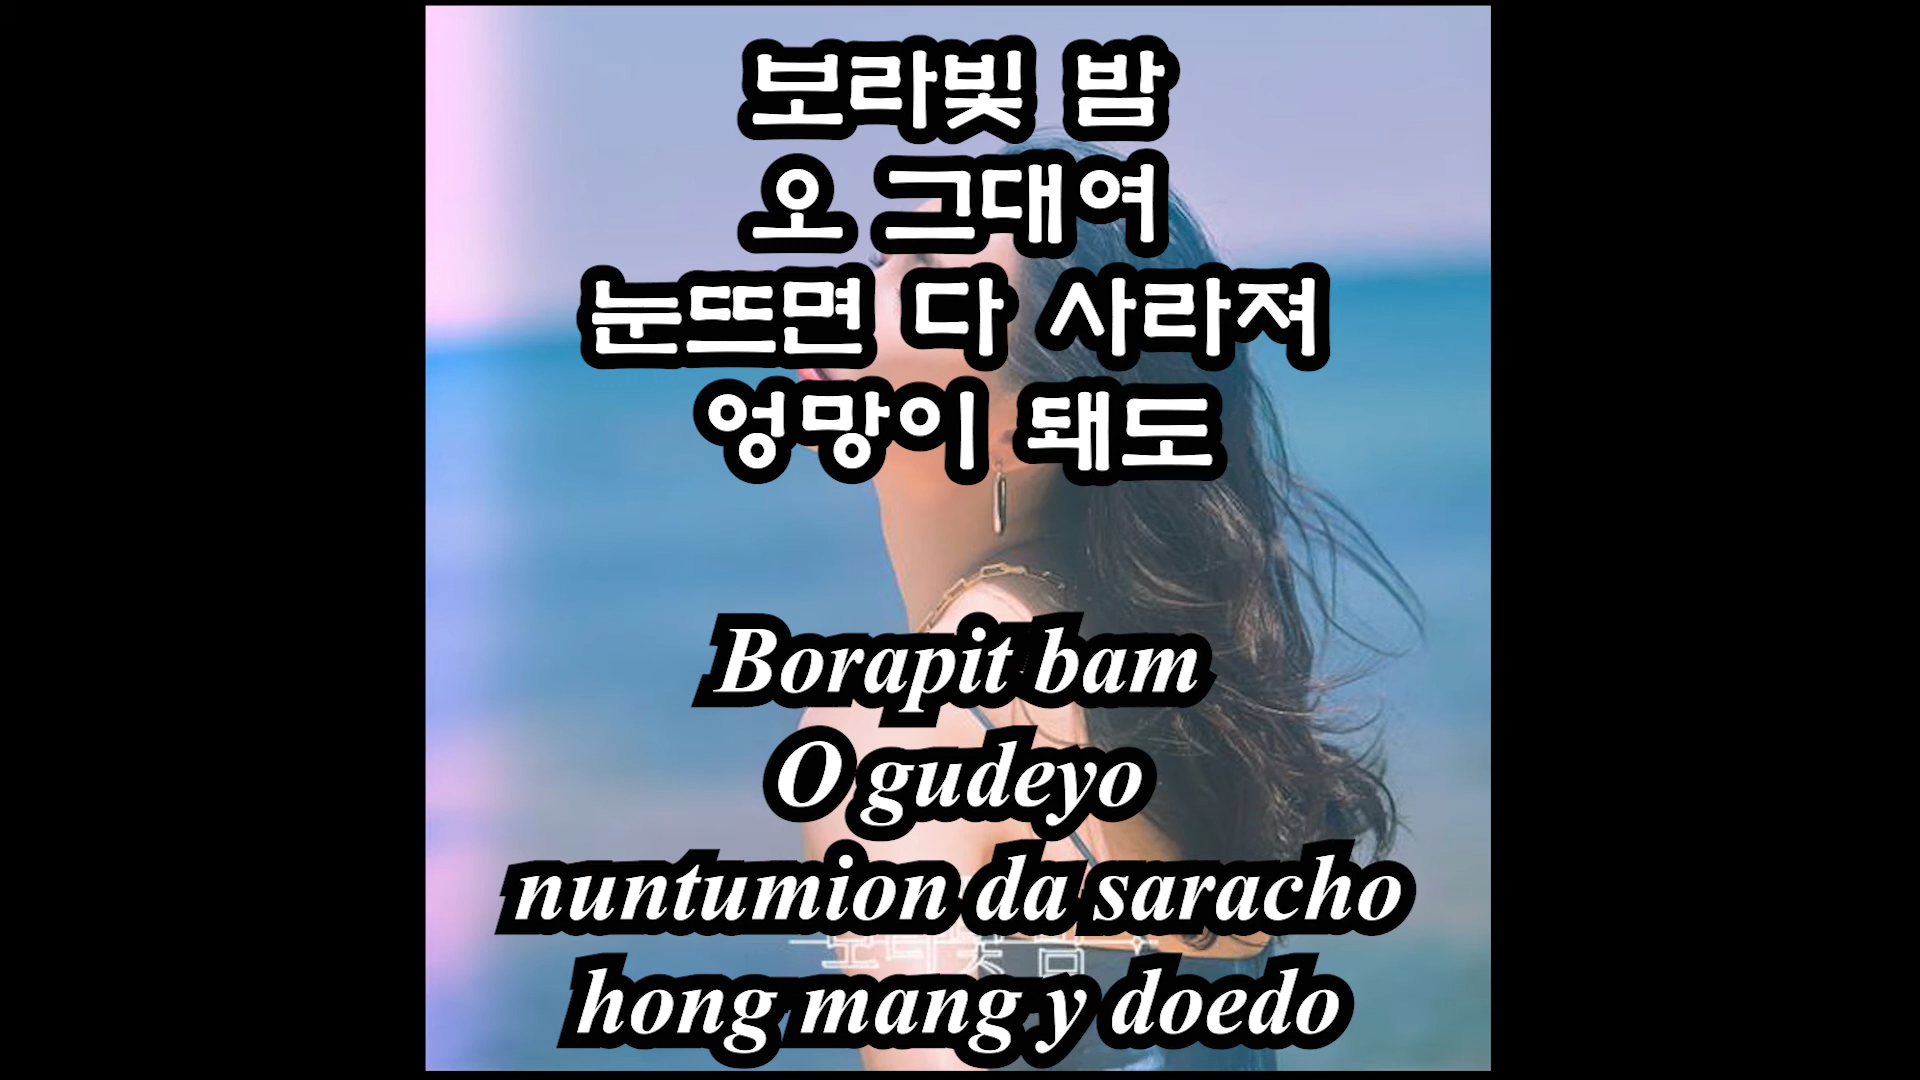 보라빛 밤
오 그대여
눈뜨면 다 사라져
엉망이 돼도
Borapit bam
O gudeyo
nuntumion da saracho
hong mang y doedo